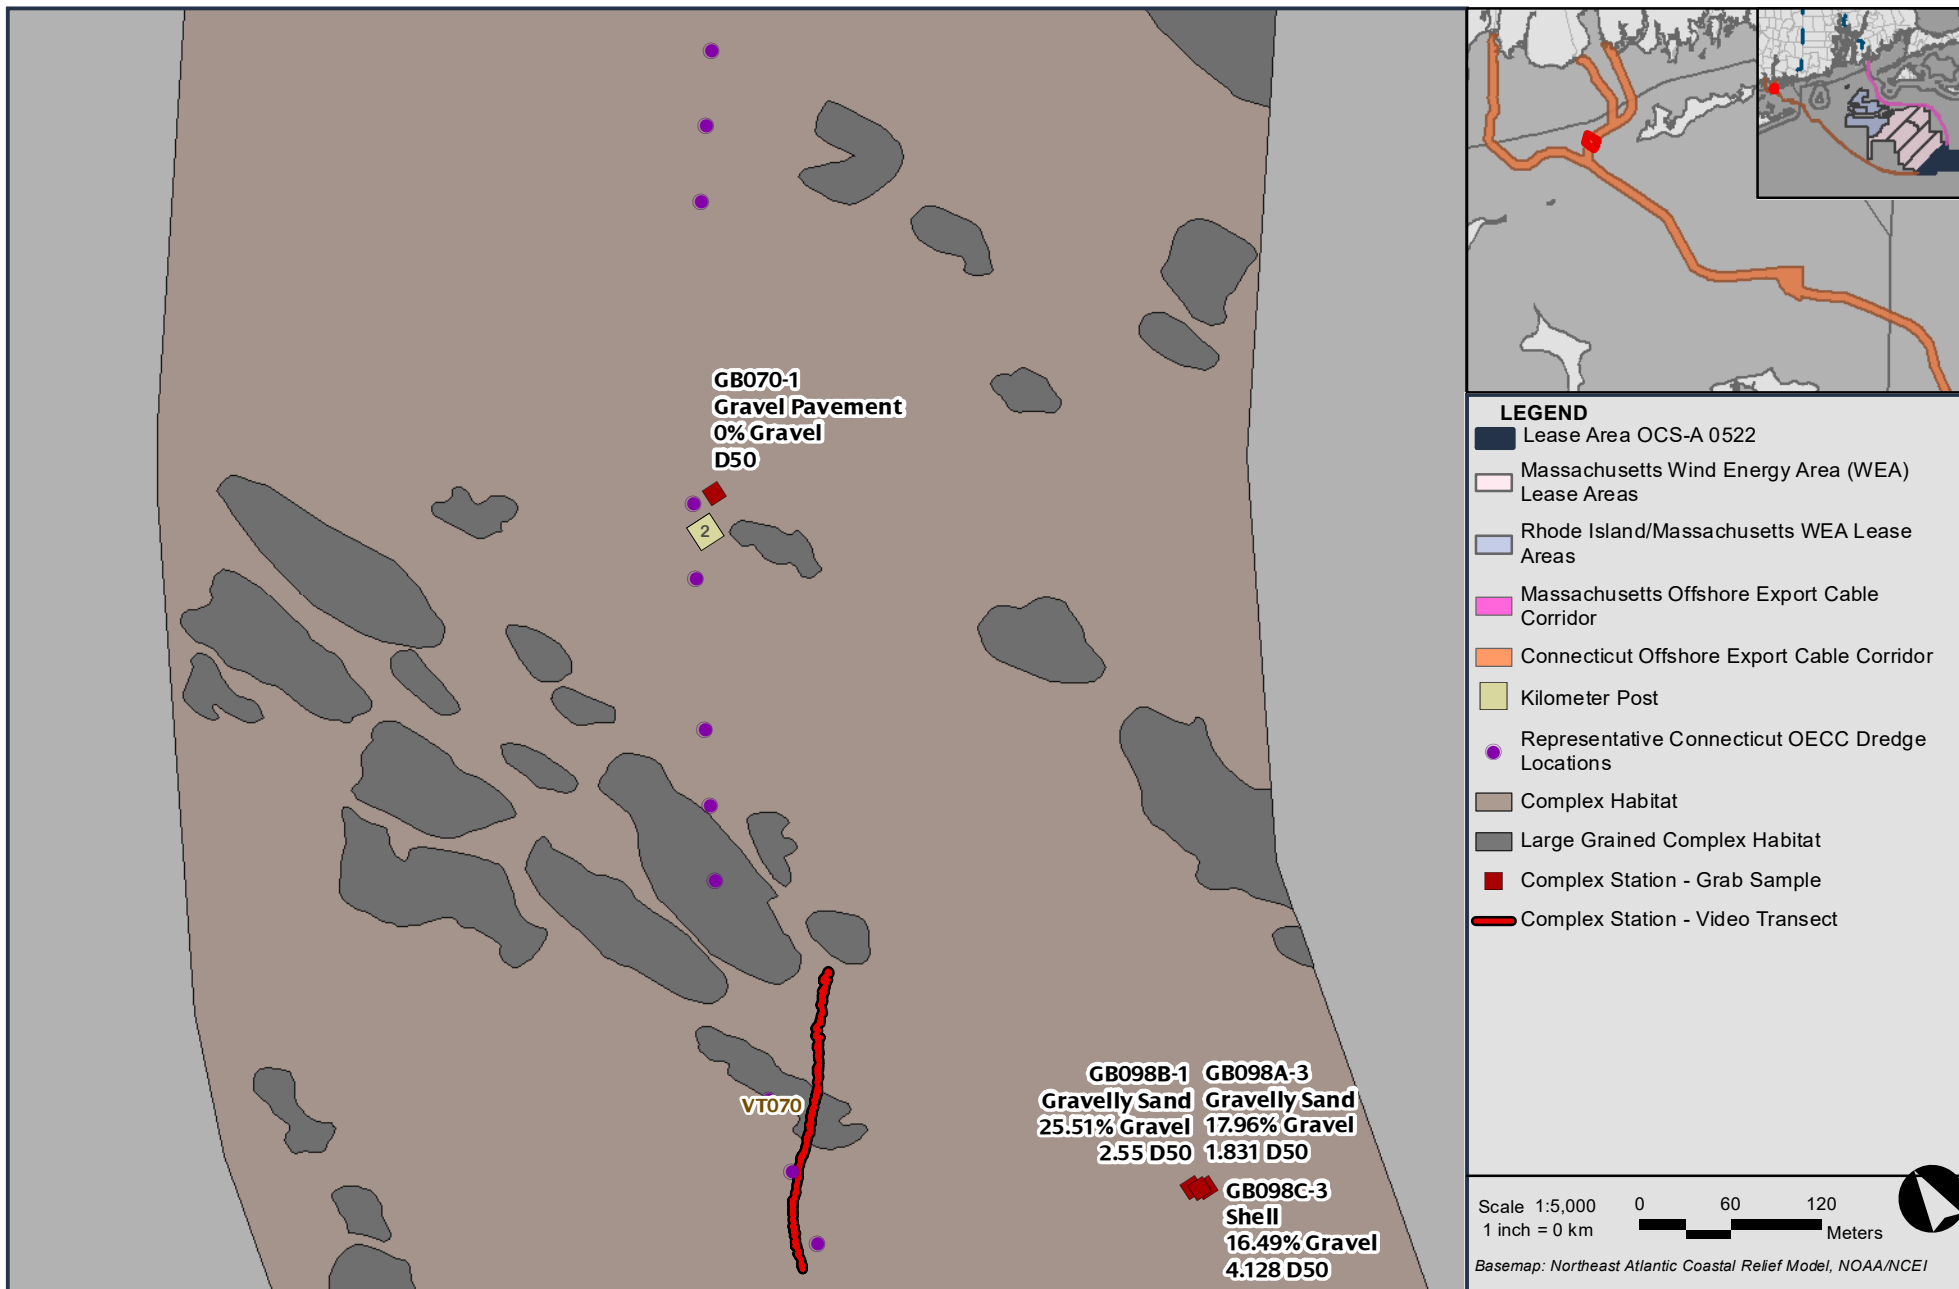 GB070-1
Gravel Pavement
0% Gravel
D50
2
VT070
GB098B-1
Gravelly Sand
25.51% Gravel
2.55 D50
GB098A-3
Gravelly Sand
17.96% Gravel
1.831 D50
GB098C-3
Shell
16.49% Gravel
4.128 D50
LEGEND
Lease Area OCS-A 0522
Massachusetts Wind Energy Area (WEA)
Lease Areas
Rhode Island/Massachusetts WEA Lease
Areas
Massachusetts Offshore Export Cable
Corridor
Connecticut Offshore Export Cable Corridor
Kilometer Post
Representative Connecticut OECC Dredge
Locations
Complex Habitat
Large Grained Complex Habitat
Complex Station - Grab Sample
Complex Station - Video Transect
Scale 1:5,000
1 inch = 0 km
0 60 120
Meters
Basemap: Northeast Atlantic Coastal Relief Model, NOAA/NCEI